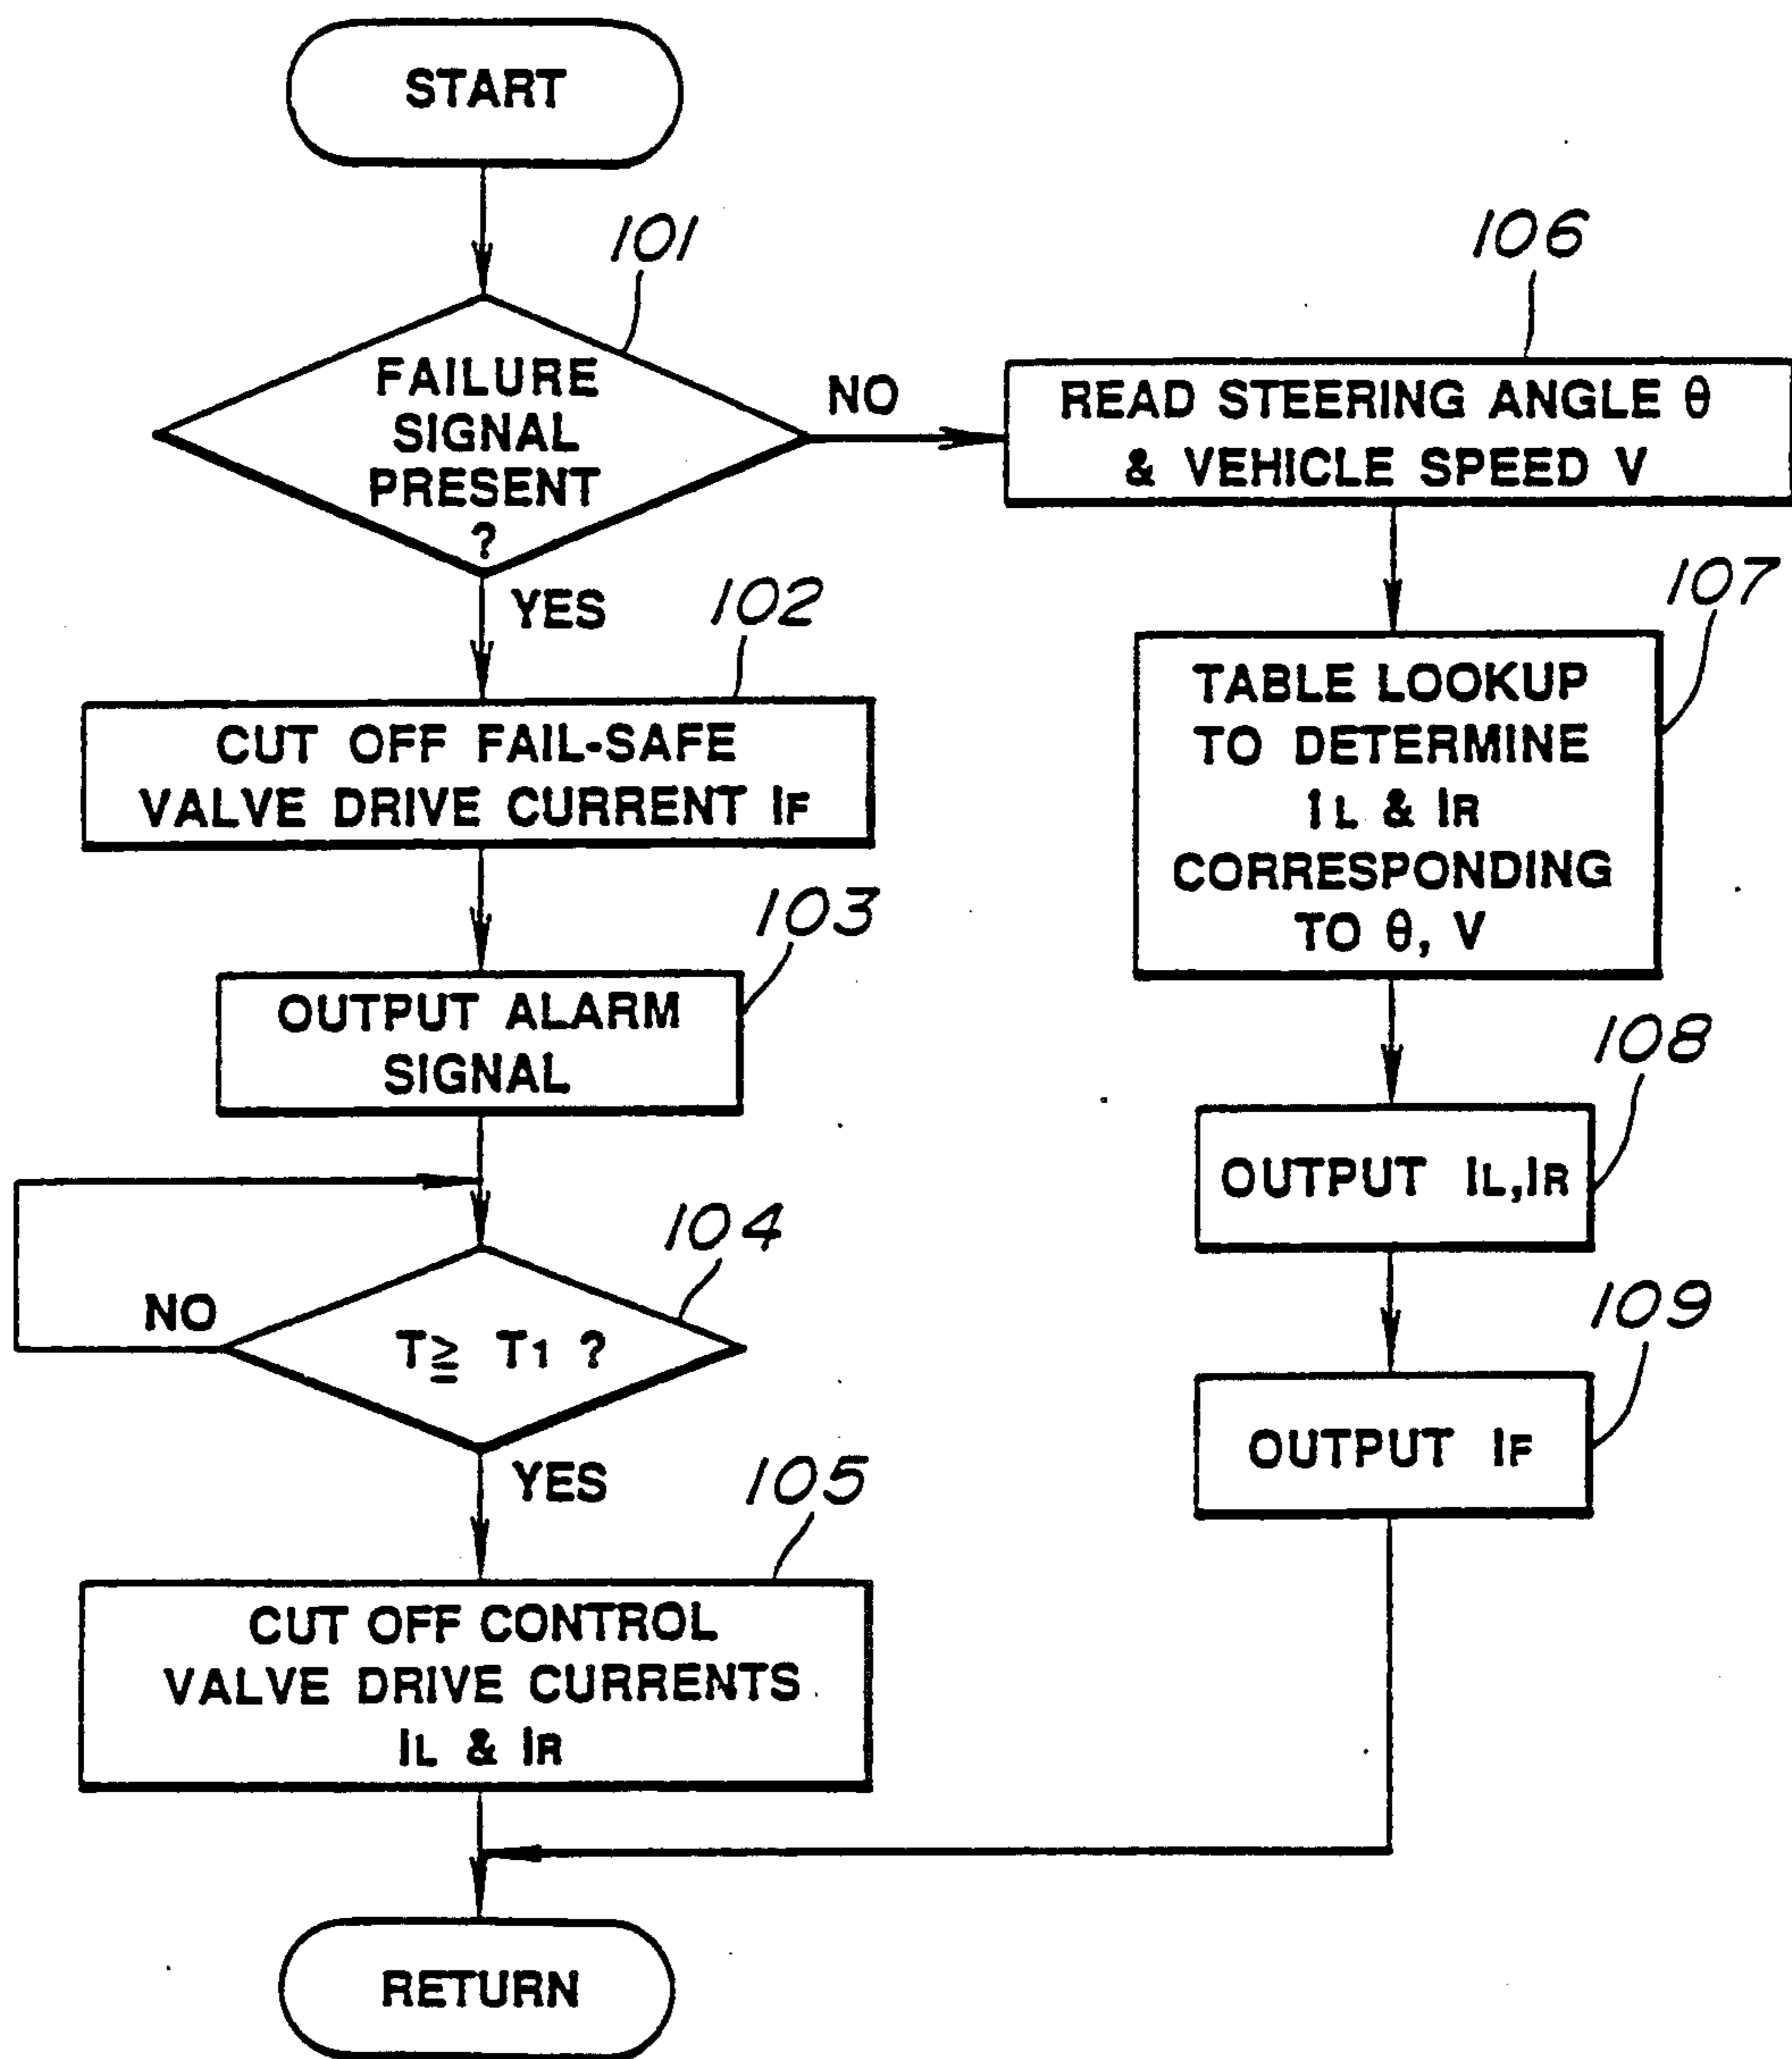 START
101
FAILURE
SIGNAL
PRESENT
?
NO
YES
106
READ STEERING ANGLE θ
& VEHICLE SPEED V
102
CUT OFF FAIL-SAFE
VALVE DRIVE CURRENT IF
107
TABLE LOOKUP
TO DETERMINE
IL & IR
CORRESPONDING
TO θ, V
103
OUTPUT ALARM
SIGNAL
108
OUTPUT IL,IR
104
T≧ T1 ?
NO
YES
109
OUTPUT IF
105
CUT OFF CONTROL
VALVE DRIVE CURRENTS
IL & IR
RETURN